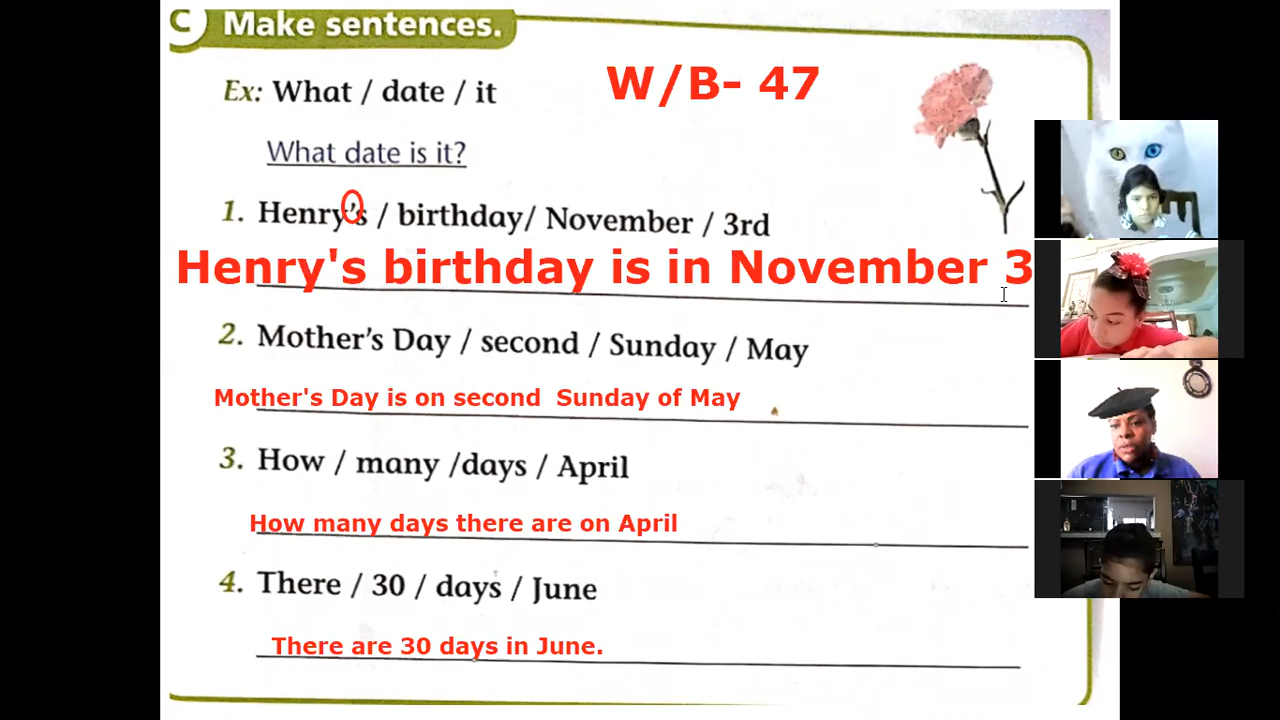 C Make sentences.
Ex: What / date / it
W/B- 47
What date is it?
1. Henry's / birthday/ November / 3rd
Henry's birthday is in November 3
2. Mother's Day / second / Sunday / May
Mother's Day is on second Sunday of May
3. How / many /days / April
How many days there are on April
4. There / 30 / days / June
There are 30 days in June.